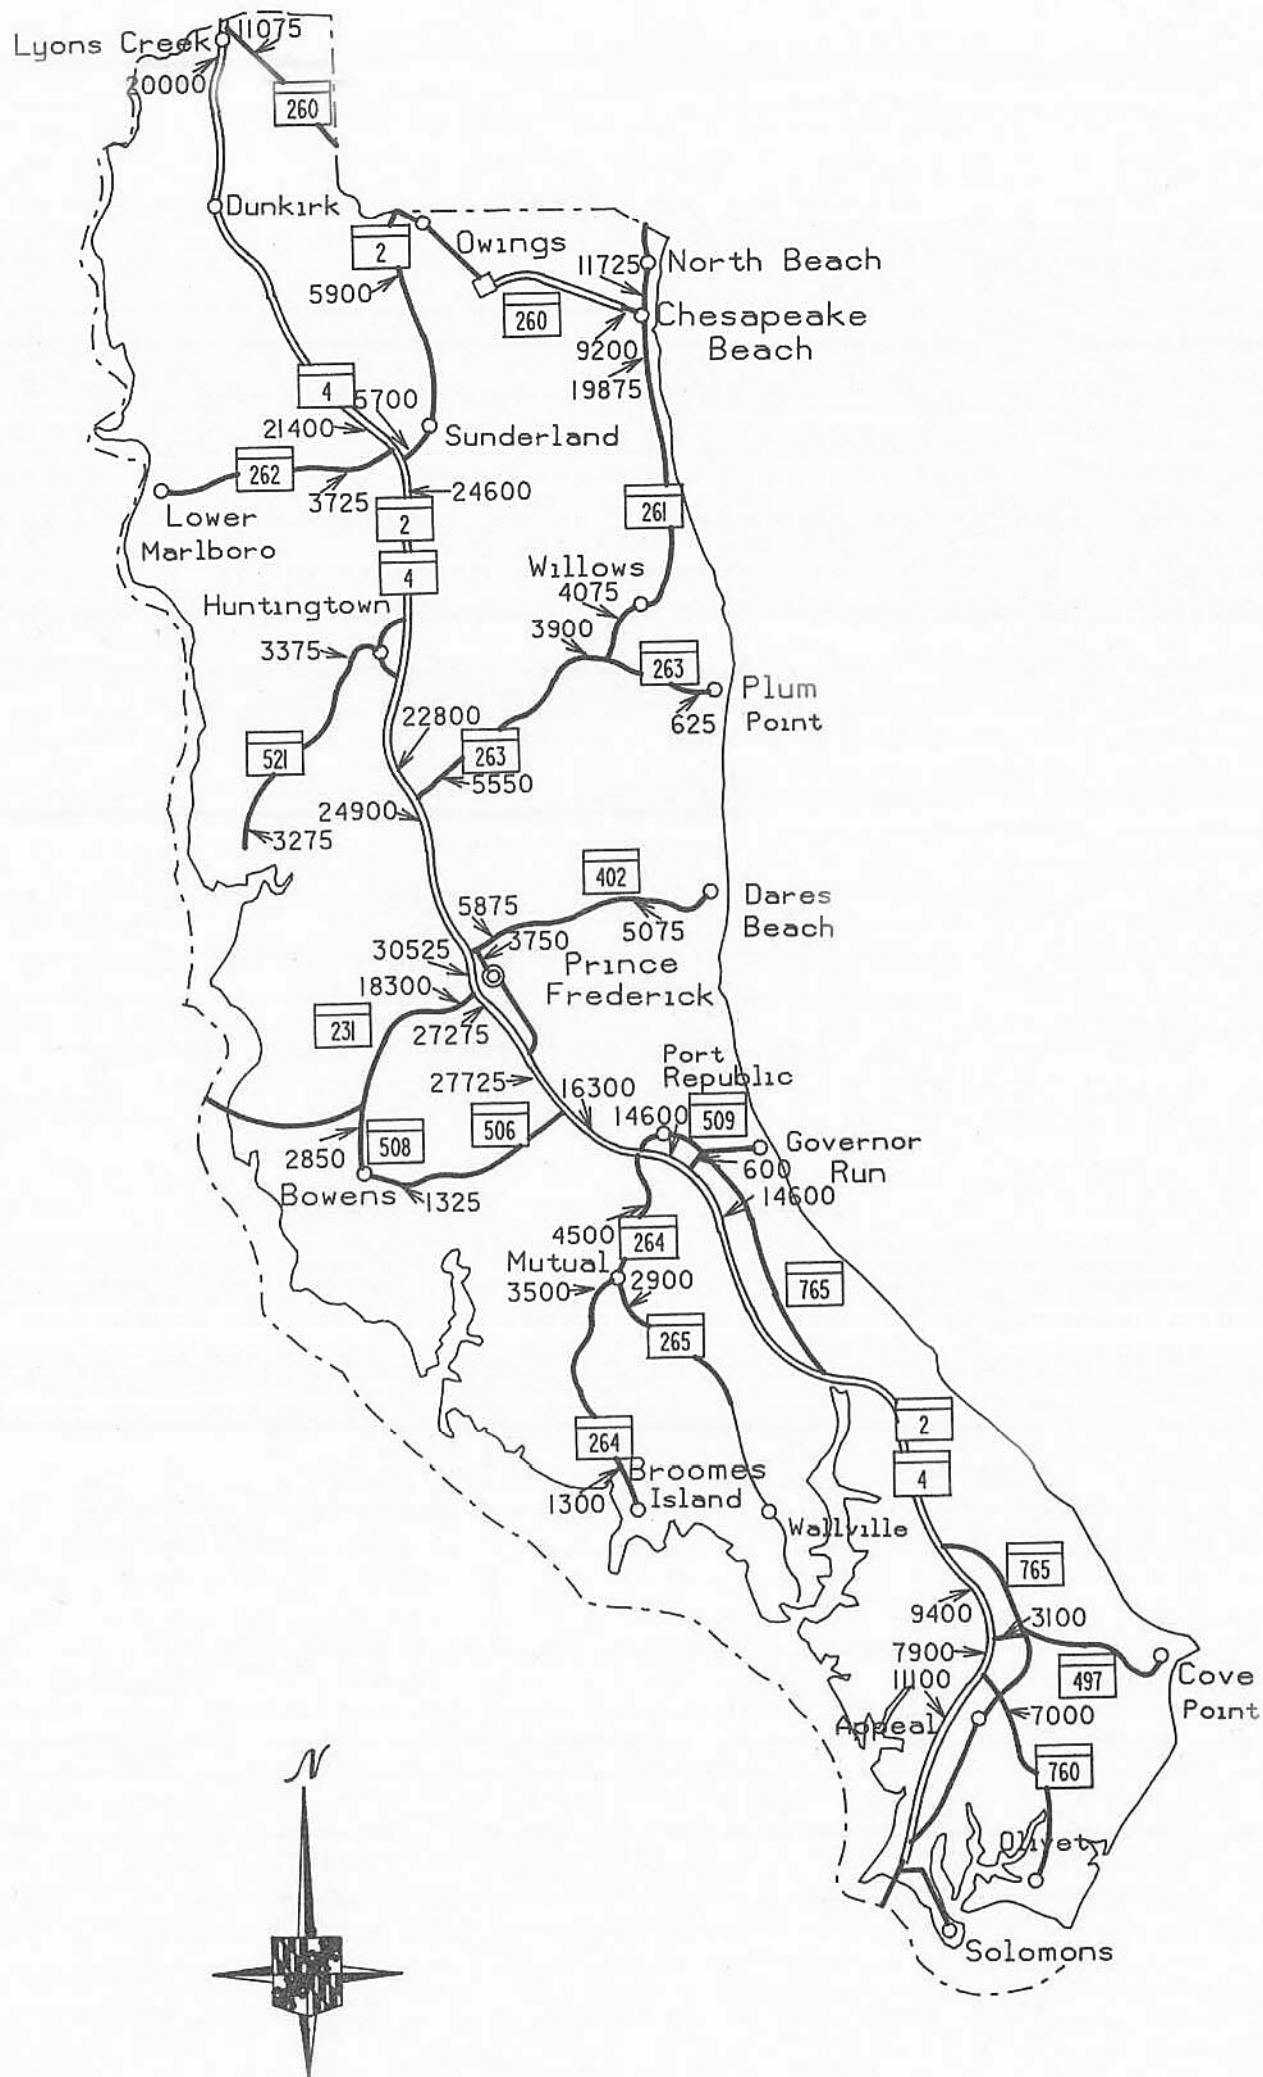 Lyons Creek
11075
20000
260
Dunkirk
2
Owings
5900
11725
North Beach
260
Chesapeake
Beach
9200
19875
4
5700
21400
Sunderland
262
3725
24600
Lower
Marlboro
2
261
4
Willows
4075
Huntingtown
3375
3900
263
Plum
Point
625
22800
521
263
5550
24900
3275
402
Dares
Beach
5875
5075
3750
30525
Prince
Frederick
18300
231
27275
27725
Port
Republic
16300
14600
509
506
508
2850
Governor
Run
600
Bowens
1325
14600
4500
264
Mutual
3500
2900
765
265
2
264
4
Broomes
Island
1300
Wallville
765
9400
3100
7900
11100
497
Cove
Point
Appeal
7000
760
N
Olivet
Solomons